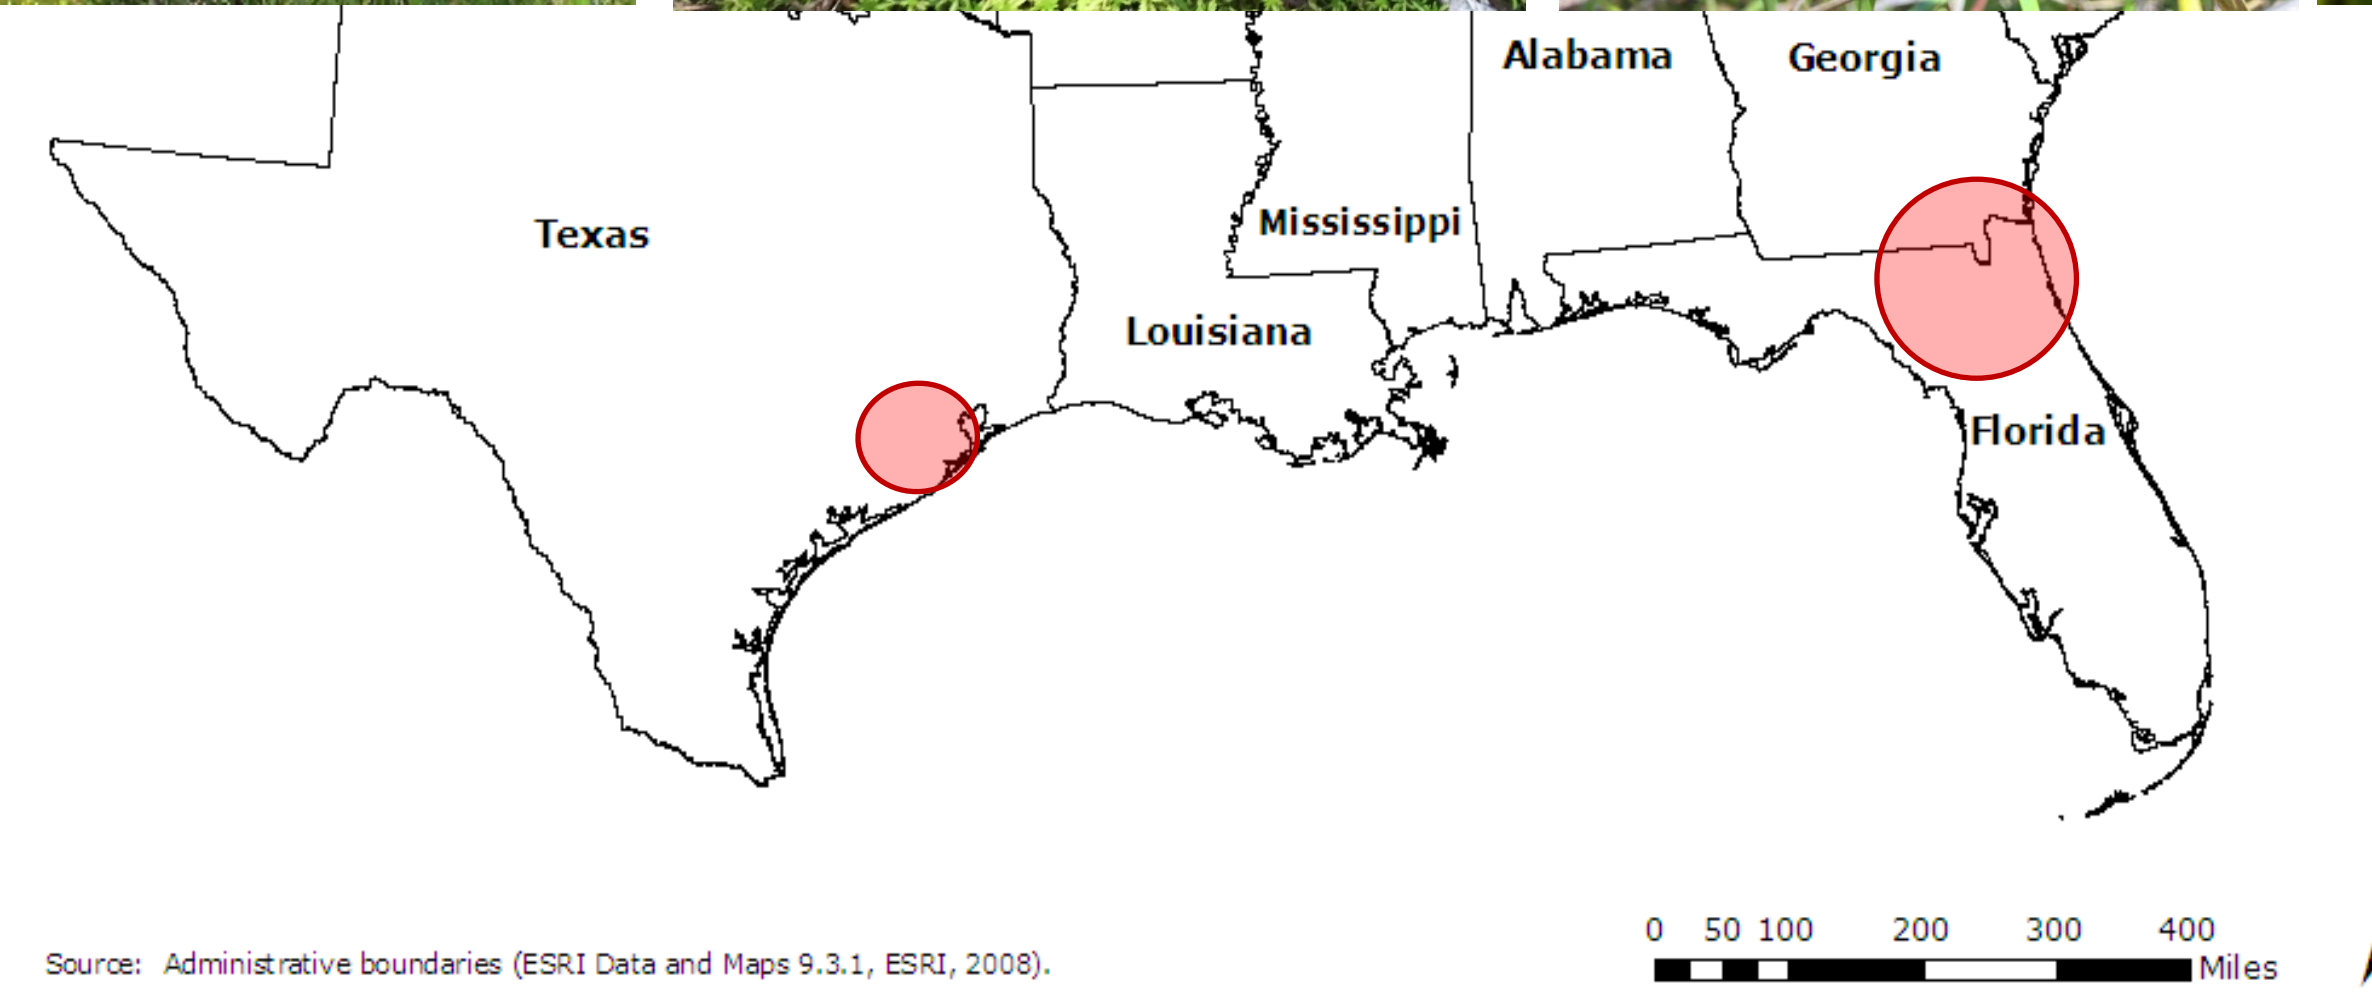 Alabama
Georgia
Texas
Mississippi
Louisiana
Florida
0 50 100 200 300 400
Miles
Source: Administrative boundaries (ESRI Data and Maps 9.3.1, ESRI, 2008).